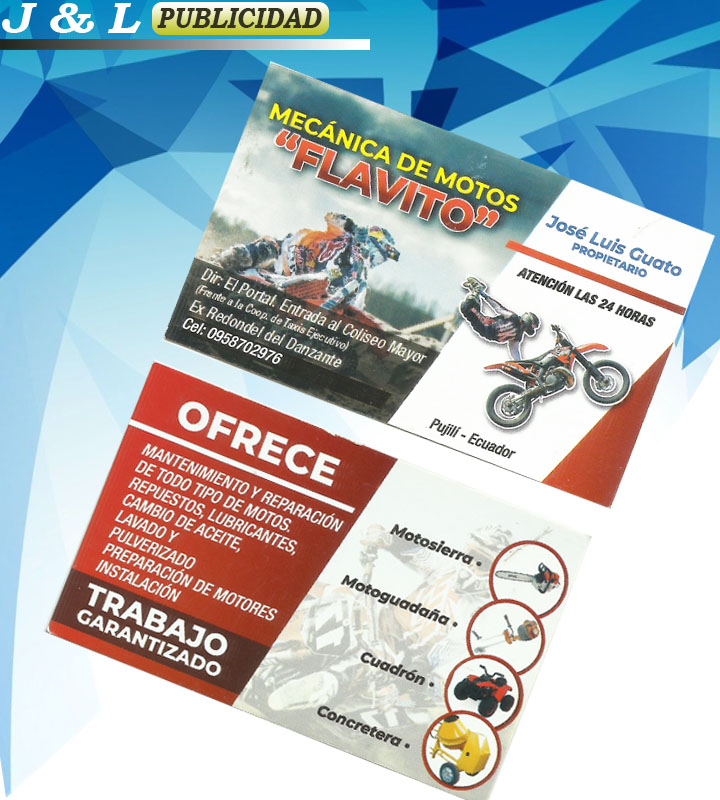 J & L PUBLICIDAD
MECÁNICA DE MOTOS
“FLAVITO”
Dir: El Portal. Entrada al Coliseo Mayor
(Frente a la Coop. de Taxis Ejecutivo)
Ex Redondel del Danzante
Cel: 0958702976
José Luis Guato
PROPIETARIO
ATENCIÓN LAS 24 HORAS
Pujilí - Ecuador
OFRECE
MANTENIMIENTO Y REPARACIÓN
DE TODO TIPO DE MOTOS.
REPUESTOS, LUBRICANTES,
CAMBIO DE ACEITE,
LAVADO Y
PULVERIZADO
PREPARACIÓN DE MOTORES
INSTALACIÓN
TRABAJO
GARANTIZADO
Motosierra •
Motoguadaña •
Cuadrón •
Concretera •